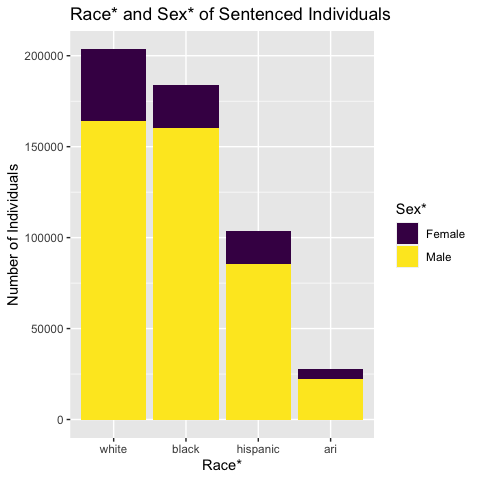 Race* and Sex* of Sentenced Individuals
Number of Individuals
200000
150000
100000
50000
0
white black hispanic ari
Race*
Sex*
Female
Male